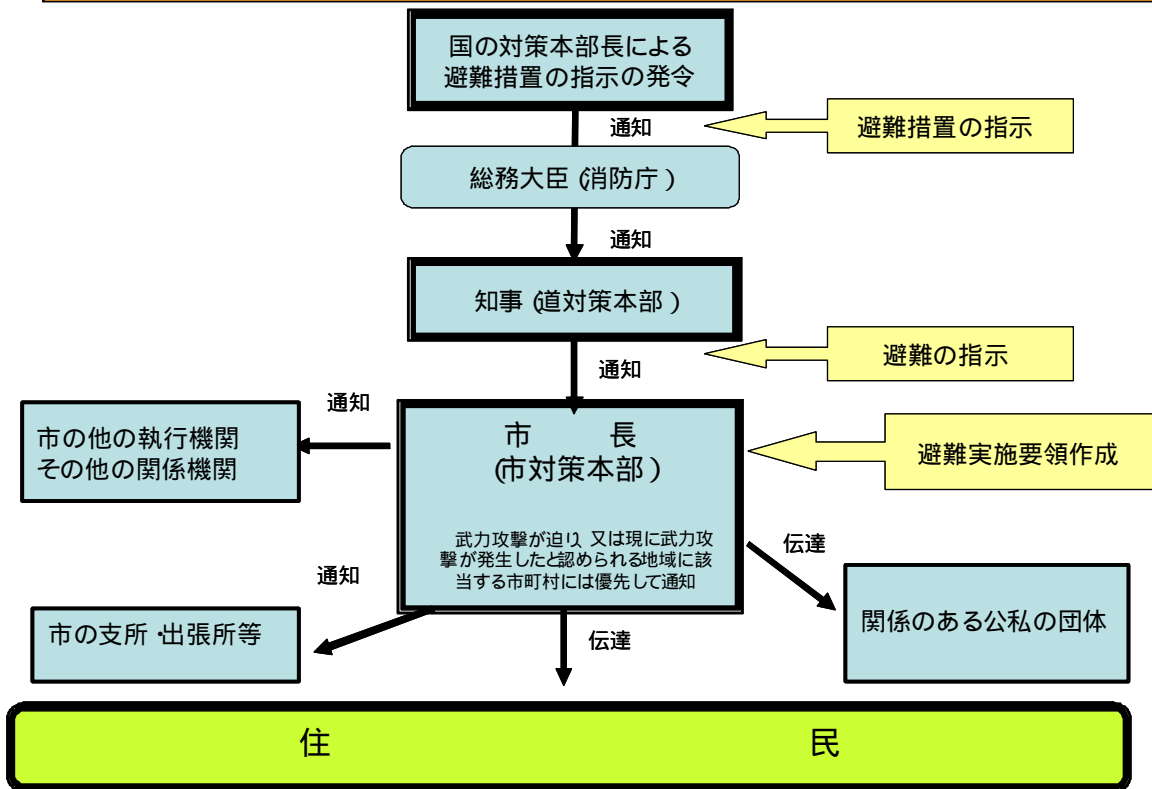 国の対策本部長による
避難措置の指示の発令
通知
避難措置の指示
総務大臣(消防庁)
通知
知事(道対策本部)
避難の指示
通知
通知
市の他の執行機関
その他の関係機関
市　　長
(市対策本部)
避難実施要領作成
武力攻撃が迫り、又は現に武力攻
撃が発生したと認められる地域に該
当する市町村には優先して通知
伝達
通知
市の支所・出張所等
伝達
関係のある公私の団体
住　　民